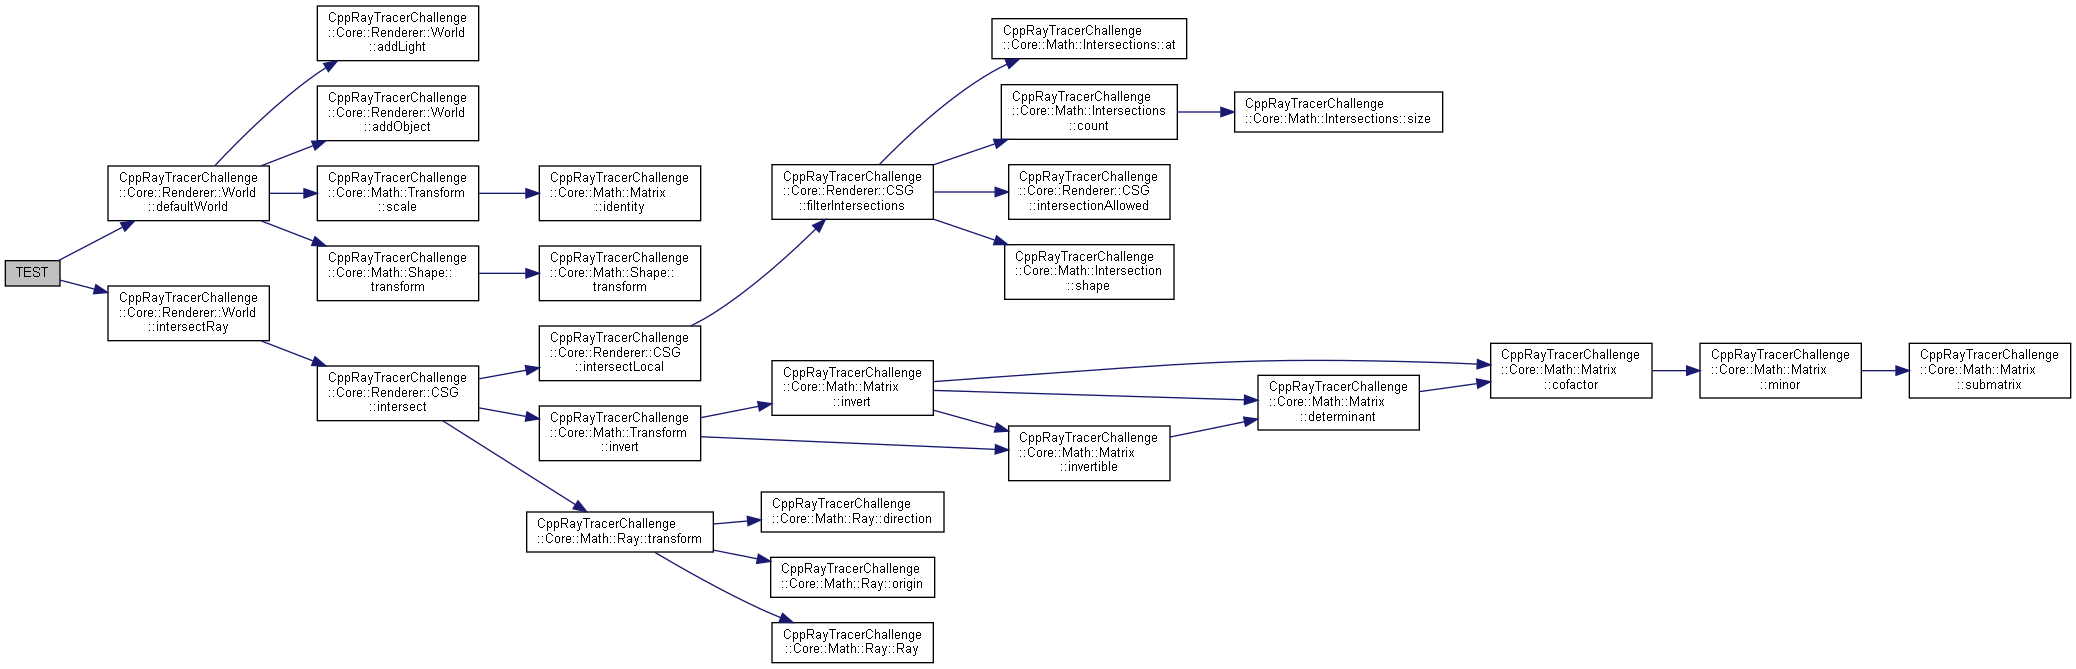 TEST
CppRayTracerChallenge
::Core::Renderer::World
::defaultWorld
CppRayTracerChallenge
::Core::Renderer::World
::intersectRay
CppRayTracerChallenge
::Core::Renderer::World
::addLight
CppRayTracerChallenge
::Core::Renderer::World
::addObject
CppRayTracerChallenge
::Core::Math::Transform
::scale
CppRayTracerChallenge
::Core::Math::Shape::
transform
CppRayTracerChallenge
::Core::Renderer::CSG
::intersect
CppRayTracerChallenge
::Core::Math::Matrix
::identity
CppRayTracerChallenge
::Core::Math::Shape::
transform
CppRayTracerChallenge
::Core::Renderer::CSG
::intersectLocal
CppRayTracerChallenge
::Core::Math::Transform
::invert
CppRayTracerChallenge
::Core::Math::Ray::transform
CppRayTracerChallenge
::Core::Renderer::CSG
::filterIntersections
CppRayTracerChallenge
::Core::Math::Matrix
::invert
CppRayTracerChallenge
::Core::Math::Ray::direction
CppRayTracerChallenge
::Core::Math::Ray::origin
CppRayTracerChallenge
::Core::Math::Ray::Ray
CppRayTracerChallenge
::Core::Math::Intersections::at
CppRayTracerChallenge
::Core::Math::Intersections
::count
CppRayTracerChallenge
::Core::Renderer::CSG
::intersectionAllowed
CppRayTracerChallenge
::Core::Math::Intersection
::shape
CppRayTracerChallenge
::Core::Math::Matrix
::invertible
CppRayTracerChallenge
::Core::Math::Intersections::size
CppRayTracerChallenge
::Core::Math::Matrix
::determinant
CppRayTracerChallenge
::Core::Math::Matrix
::cofactor
CppRayTracerChallenge
::Core::Math::Matrix
::minor
CppRayTracerChallenge
::Core::Math::Matrix
::submatrix